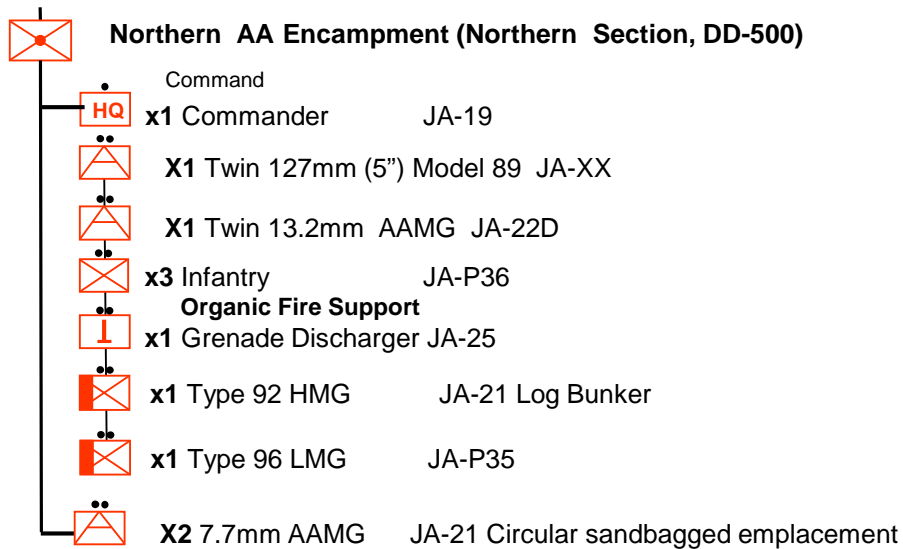 Northern AA Encampment (Northern Section, DD-500)
Command
HQ x1 Commander JA-19
X1 Twin 127mm (5”) Model 89 JA-XX
X1 Twin 13.2mm AAMG JA-22D
x3 Infantry JA-P36
Organic Fire Support
x1 Grenade Discharger JA-25
x1 Type 92 HMG JA-21 Log Bunker
x1 Type 96 LMG JA-P35
X2 7.7mm AAMG JA-21 Circular sandbagged emplacement